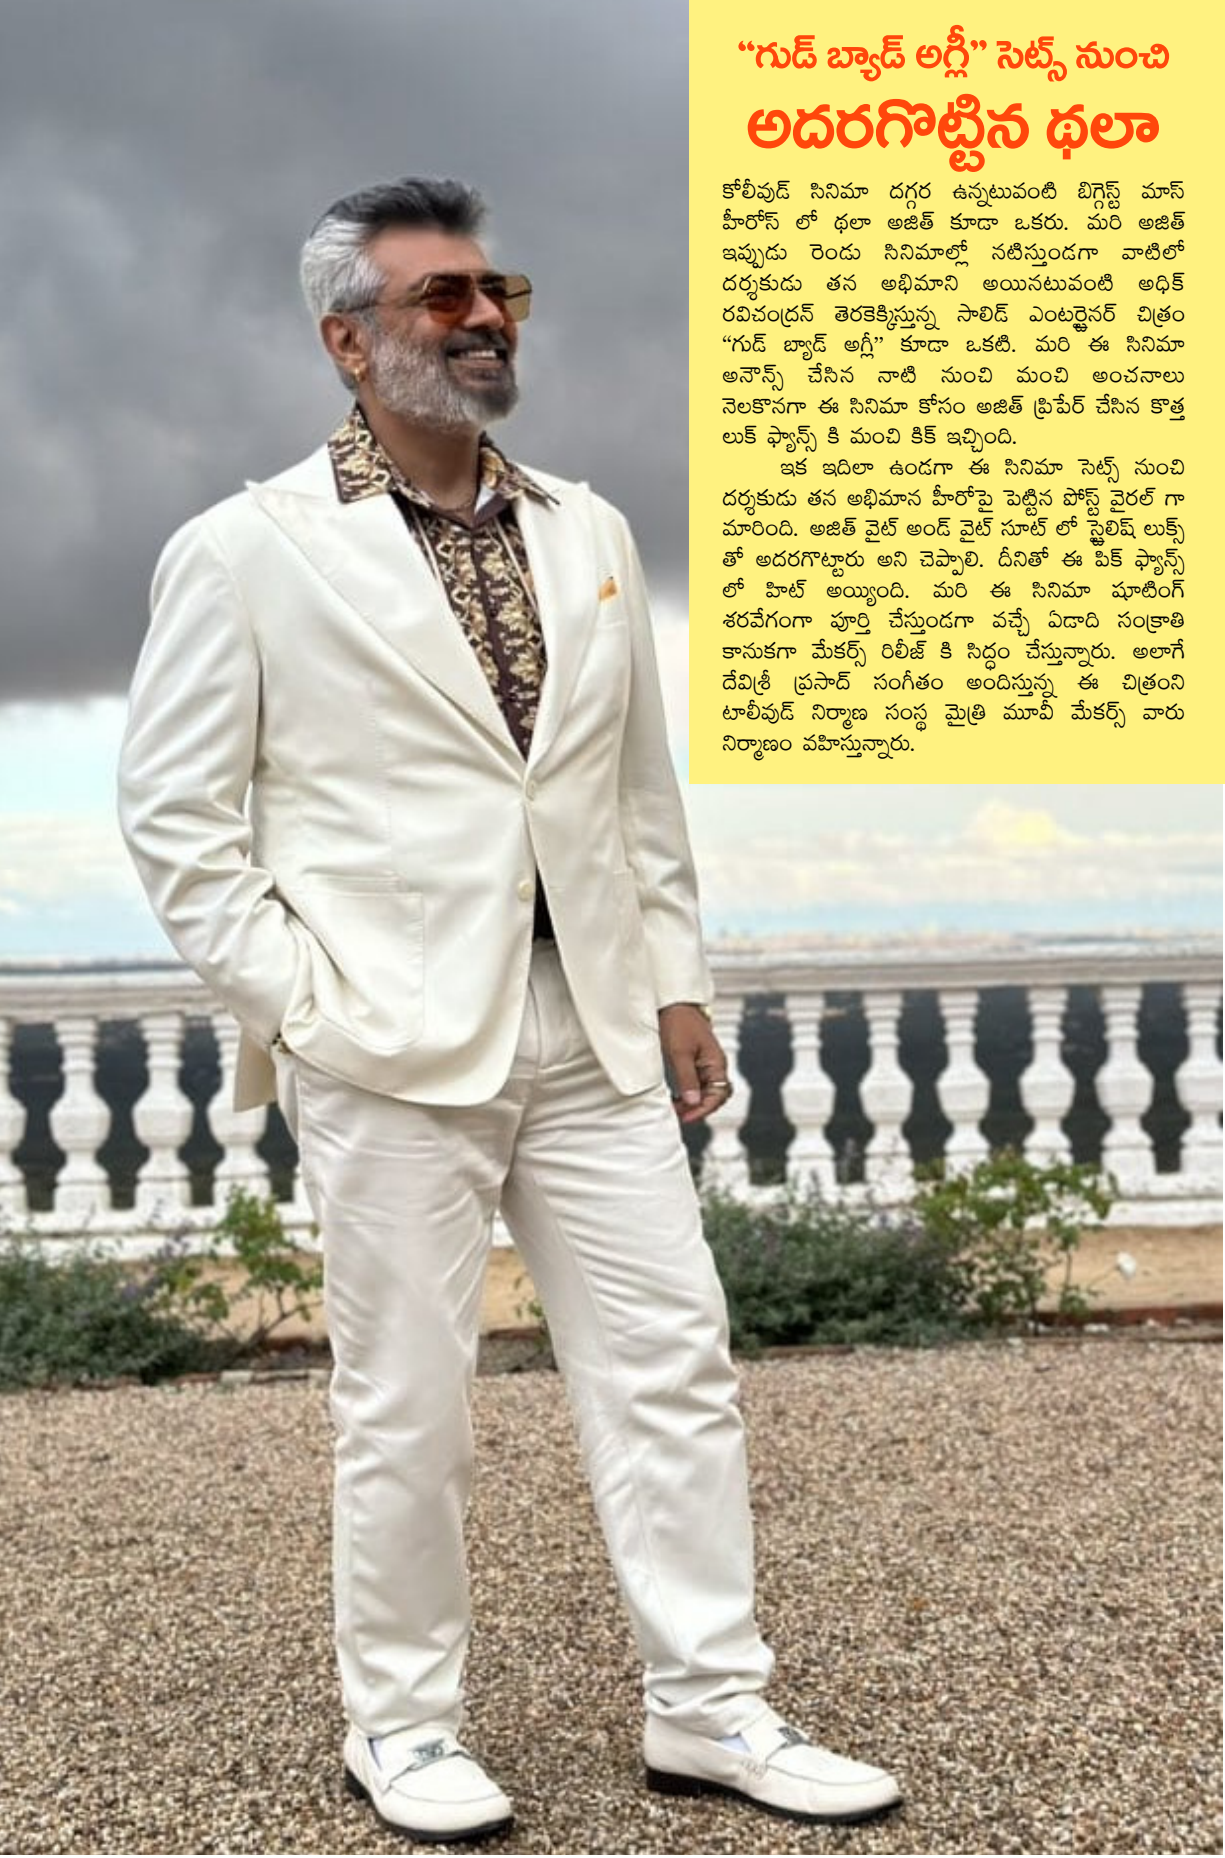 “గుడ్ బ్యాడ్ అగ్లీ” సెట్స్ నుంచి
అదరగొట్టిన థలా
కోలీవుడ్ సినిమా దగ్గర ఉన్నటువంటి బిగ్గెస్ట్ మాస్
హీరోస్ లో థలా అజిత్ కూడా ఒకరు. మరి అజిత్
ఇప్పుడు రెండు సినిమాల్లో నటిస్తుండగా వాటిలో
దర్శకుడు తన అభిమాని అయినటువంటి అధిక్
రవిచంద్రన్ తెరకెక్కిస్తున్న సాలిడ్ ఎంటర్టైనర్ చిత్రం
“గుడ్ బ్యాడ్ అగ్లీ” కూడా ఒకటి. మరి ఈ సినిమా
అనౌన్స్ చేసిన నాటి నుంచి మంచి అంచనాలు
నెలకొనగా ఈ సినిమా కోసం అజిత్ ప్రిపేర్ చేసిన కొత్త
లుక్ ఫ్యాన్స్ కి మంచి కిక్ ఇచ్చింది.
ఇక ఇదిలా ఉండగా ఈ సినిమా సెట్స్ నుంచి
దర్శకుడు తన అభిమాన హీరోపై పెట్టిన పోస్ట్ వైరల్ గా
మారింది. అజిత్ వైట్ అండ్ వైట్ సూట్ లో స్టైలిష్ లుక్స్
తో అదరగొట్టారు అని చెప్పాలి. దీనితో ఈ పిక్ ఫ్యాన్స్
లో హిట్ అయ్యింది. మరి ఈ సినిమా షూటింగ్
శరవేగంగా పూర్తి చేస్తుండగా వచ్చే ఏడాది సంక్రాతి
కానుకగా మేకర్స్ రిలీజ్ కి సిద్ధం చేస్తున్నారు. అలాగే
దేవిశ్రీ ప్రసాద్ సంగీతం అందిస్తున్న ఈ చిత్రంని
టాలీవుడ్ నిర్మాణ సంస్థ మైత్రి మూవీ మేకర్స్ వారు
నిర్మాణం వహిస్తున్నారు.